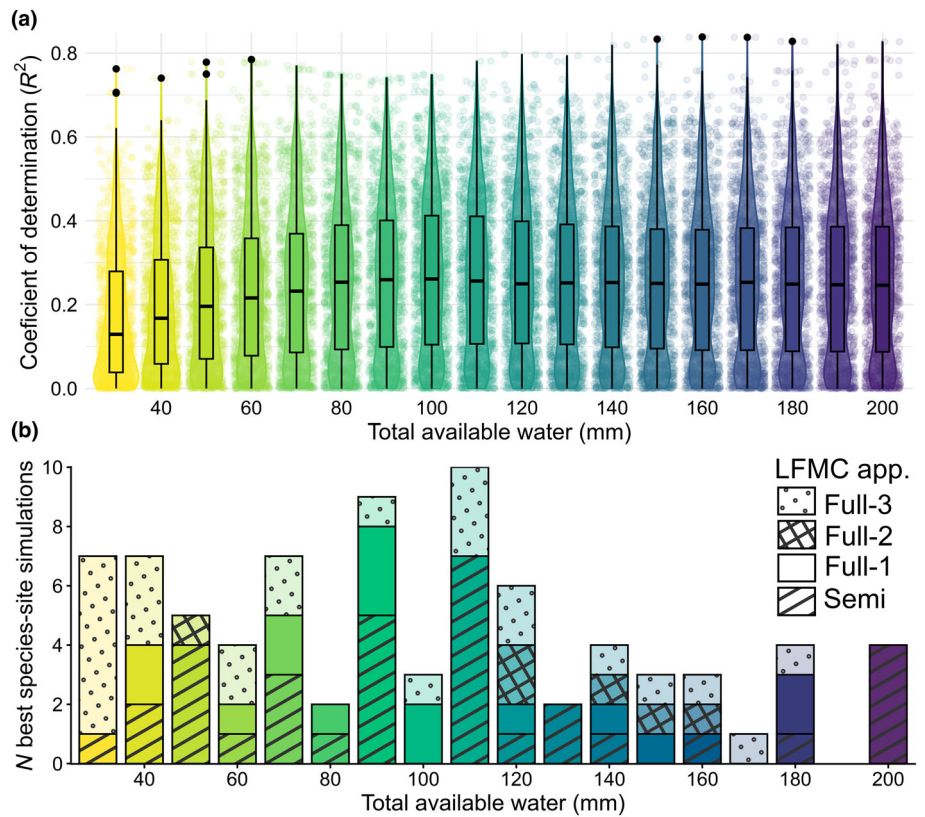 (a)
Coeficient of determination (R²)
0.8
0.6
0.4
0.2
0.0
40 60 80 100 120 140 160 180 200
Total available water (mm)
(b)
N best species-site simulations
10
8
6
4
2
0
40 60 80 100 120 140 160 180 200
Total available water (mm)
LFMC app.
Full-3
Full-2
Full-1
Semi